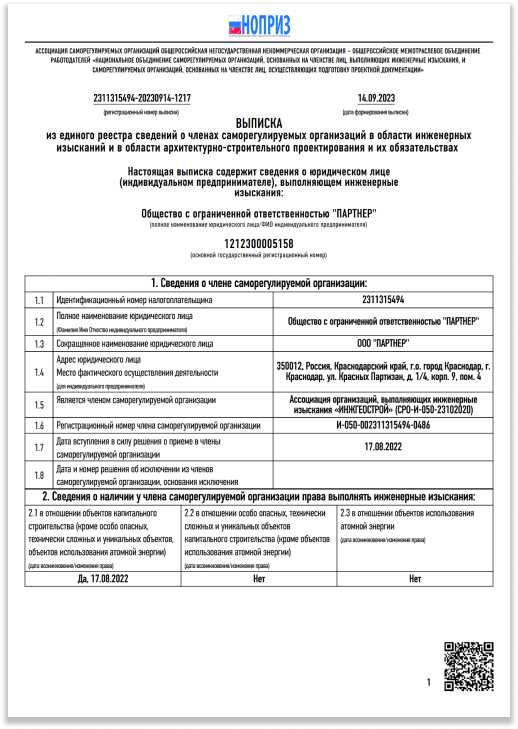 НОПРИЗ
АССОЦИАЦИЯ САМОРЕГУЛИРУЕМЫХ ОРГАНИЗАЦИЙ ОБЩЕРОССИЙСКАЯ НЕГОСУДАРСТВЕННАЯ НЕКОММЕРЧЕСКАЯ ОРГАНИЗАЦИЯ – ОБЩЕРОССИЙСКОЕ МЕЖОТРАСЛЕВОЕ ОБЪЕДИНЕНИЕ
РАБОТОДАТЕЛЕЙ «НАЦИОНАЛЬНОЕ ОБЪЕДИНЕНИЕ САМОРЕГУЛИРУЕМЫХ ОРГАНИЗАЦИЙ, ОСНОВАННЫХ НА ЧЛЕНСТВЕ ЛИЦ, ВЫПОЛНЯЮЩИХ ИНЖЕНЕРНЫЕ ИЗЫСКАНИЯ, И
САМОРЕГУЛИРУЕМЫХ ОРГАНИЗАЦИЙ, ОСНОВАННЫХ НА ЧЛЕНСТВЕ ЛИЦ, ОСУЩЕСТВЛЯЮЩИХ ПОДГОТОВКУ ПРОЕКТНОЙ ДОКУМЕНТАЦИИ»
2311315494-20230914-1217 14.09.2023
(регистрационный номер выписки) (дата формирования выписки)
ВЫПИСКА
из единого реестра сведений о членах саморегулируемых организаций в области инженерных
изысканий и в области архитектурно-строительного проектирования и их обязательствах
Настоящая выписка содержит сведения о юридическом лице
(индивидуальном предпринимателе), выполняющем инженерные
изыскания:
Общество с ограниченной ответственностью "ПАРТНЕР"
(полное наименование юридического лица/ФИО индивидуального предпринимателя)
1212300005158
(основной государственный регистрационный номер)
1. Сведения о члене саморегулируемой организации:
1.1 Идентификационный номер налогоплательщика 2311315494
1.2 Полное наименование юридического лица
(Фамилия Имя Отчество индивидуального предпринимателя)
Общество с ограниченной ответственностью "ПАРТНЕР"
1.3 Сокращенное наименование юридического лица ООО "ПАРТНЕР"
1.4 Адрес юридического лица
Место фактического осуществления деятельности
(для индивидуального предпринимателя)
350012, Россия, Краснодарский край, г.о. город Краснодар, г.
Краснодар, ул. Красных Партизан, д. 1/4, корп. 9, пом. 4
1.5 Является членом саморегулируемой организации
Ассоциация организаций, выполняющих инженерные
изыскания «ИНЖГЕОСТРОЙ» (СРО-И-050-23102020)
1.6 Регистрационный номер члена саморегулируемой организации И-050-002311315494-0486
1.7 Дата вступления в силу решения о приеме в члены
саморегулируемой организации
17.08.2022
1.8 Дата и номер решения об исключении из членов
саморегулируемой организации, основания исключения
2. Сведения о наличии у члена саморегулируемой организации права выполнять инженерные изыскания:
2.1 в отношении объектов капитального
строительства (кроме особо опасных,
технически сложных и уникальных объектов,
объектов использования атомной энергии)
(дата возникновения/изменения права)
2.2 в отношении особо опасных, технически
сложных и уникальных объектов
капитального строительства (кроме объектов
использования атомной энергии)
(дата возникновения/изменения права)
2.3 в отношении объектов использования
атомной энергии
(дата возникновения/изменения права)
Да, 17.08.2022 Нет Нет
1